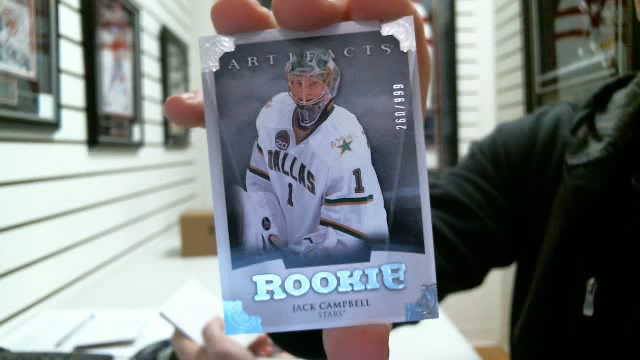 ARTIFACTS
260/999
DALLAS
1
1
ROOKIE
JACK CAMPBELL
STARS